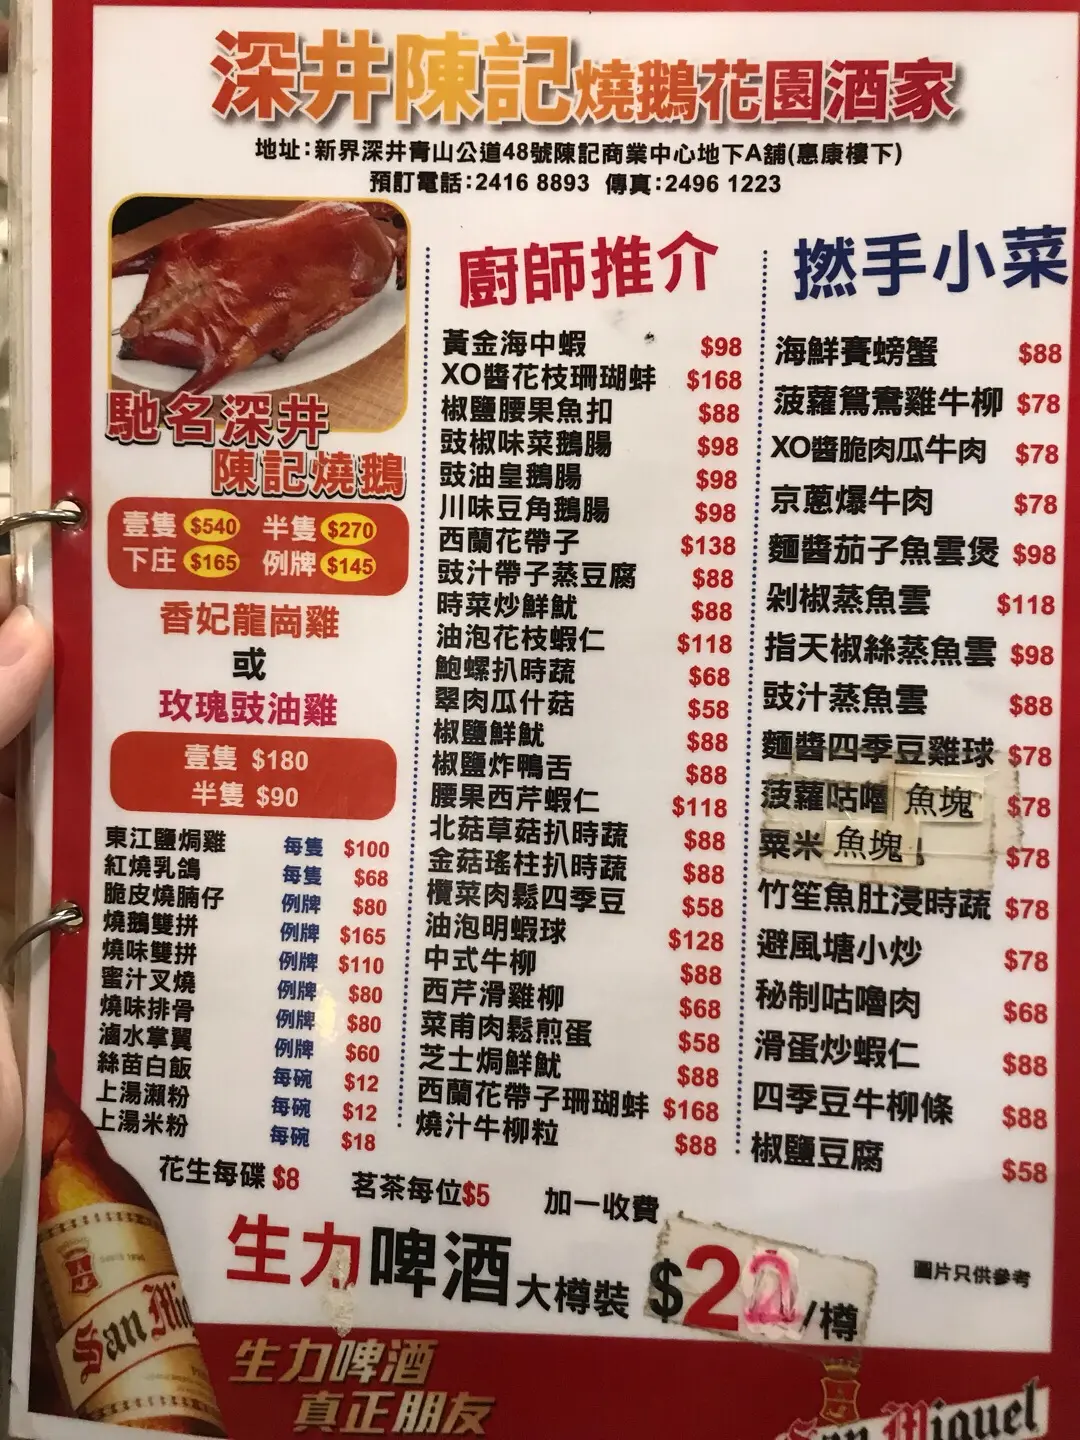 深井陳記燒鵝花園酒家
地址:新界深井青山公道48號陳記商業中心地下A舖(惠康樓下)
預訂電話:2416 8893 傳真:2496 1223
馳名深井
陳記燒鵝
壹隻 $540 半隻 $270
下庄 $165 例牌 $145
香妃龍崗雞
或
玫瑰豉油雞
壹隻 $180
半隻 $90
東江鹽焗雞 每隻 $100
紅燒乳鴿 每隻 $68
脆皮燒腩仔 例牌 $80
燒鵝雙拼 例牌 $165
燒味雙拼 例牌 $110
蜜汁叉燒 例牌 $80
燒味排骨 例牌 $80
滷水掌翼 例牌 $60
絲苗白飯 每碗 $12
上湯瀨粉 每碗 $12
上湯米粉 每碗 $18
廚師推介
黃金海中蝦 $98
XO醬花枝珊瑚蚌 $168
椒鹽腰果魚扣 $88
豉椒味菜鵝腸 $98
豉油皇鵝腸 $98
川味豆角鵝腸 $98
西蘭花帶子 $138
豉汁帶子蒸豆腐 $88
時菜炒鮮魷 $88
油泡花枝蝦仁 $118
鮑螺扒時蔬 $68
翠肉瓜什菇 $58
椒鹽鮮魷 $88
椒鹽炸鴨舌 $88
腰果西芹蝦仁 $118
北菇草菇扒時蔬 $88
金菇瑤柱扒時蔬 $88
欖菜肉鬆四季豆 $58
油泡明蝦球 $128
中式牛柳 $88
西芹滑雞柳 $68
菜甫肉鬆煎蛋 $58
芝士焗鮮魷 $88
西蘭花帶子珊瑚蚌 $168
燒汁牛柳粒 $88
撚手小菜
海鮮賽螃蟹 $88
菠蘿鴛鴦雞牛柳 $78
XO醬脆肉瓜牛肉 $78
京蔥爆牛肉 $78
麵醬茄子魚雲煲 $98
剁椒蒸魚雲 $118
指天椒絲蒸魚雲 $98
豉汁蒸魚雲 $88
麵醬四季豆雞球 $78
菠蘿咕嚕魚塊 $78
粟米魚塊 $78
竹笙魚肚浸時蔬 $78
避風塘小炒 $78
秘制咕嚕肉 $68
滑蛋炒蝦仁 $88
四季豆牛柳條 $88
椒鹽豆腐 $58
花生每碟 $8 茗茶每位 $5 加一收費
生力啤酒 大樽裝 $22/樽
圖片只供參考
生力啤酒
真正朋友
San Miguel